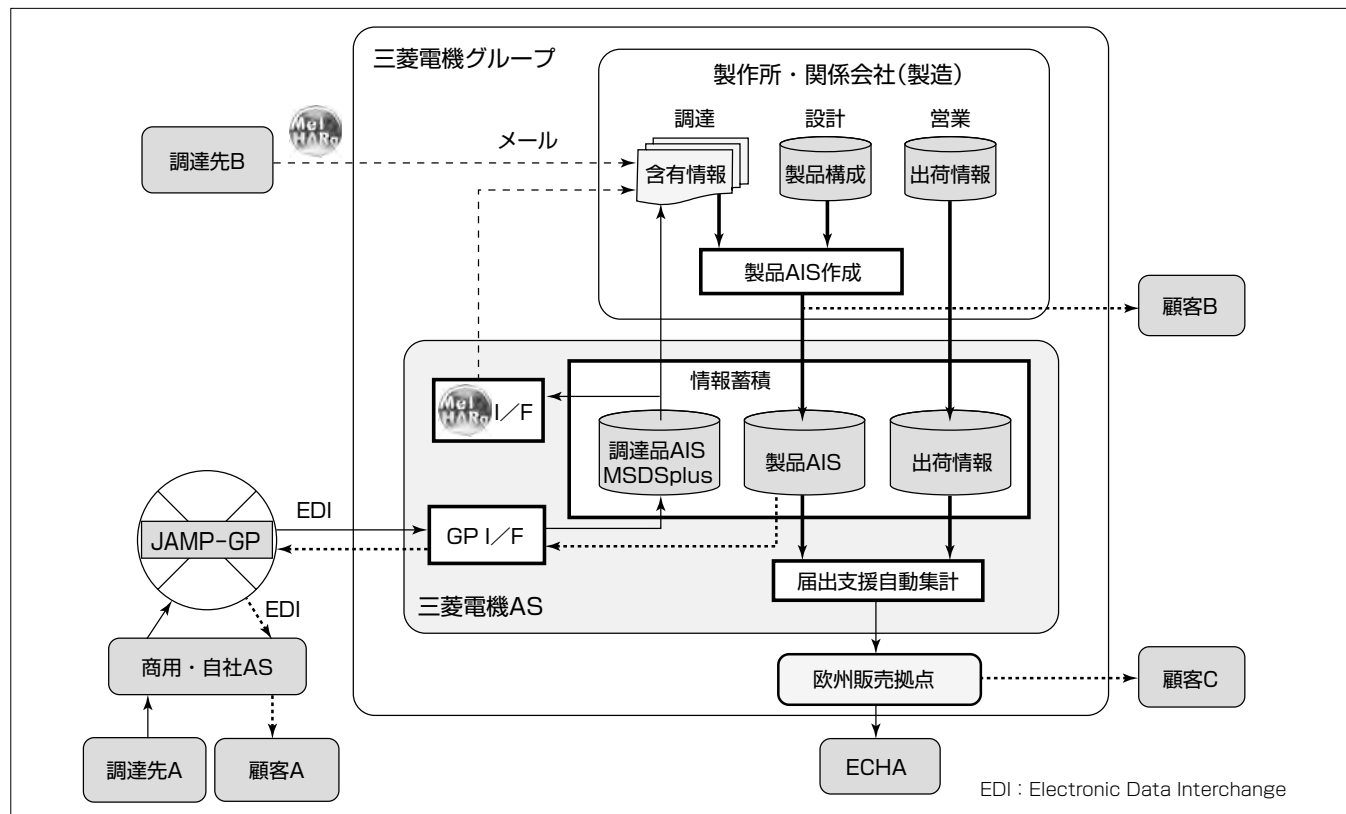 三菱電機グループ
製作所・関係会社(製造)
調達
設計
営業
Mel
HARo
メール
調達先B
含有情報
製品構成
出荷情報
製品AIS作成
顧客B
情報蓄積
Mel
HARo
I/F
調達品AIS
MSDSplus
製品AIS
出荷情報
EDI
JAMP-GP
GP I/F
届出支援自動集計
三菱電機AS
EDI
商用・自社AS
欧州販売拠点
顧客C
調達先A
顧客A
ECHA
EDI：Electronic Data Interchange